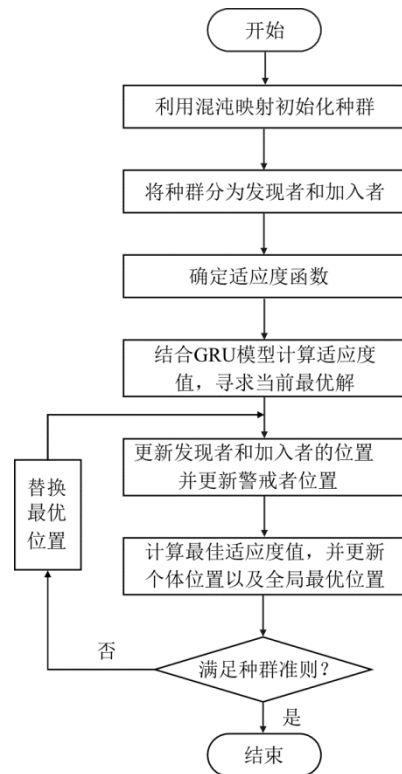 开始
利用混沌映射初始化种群
将种群分为发现者和加入者
确定适应度函数
结合GRU模型计算适应度
值，寻求当前最优解
更新发现者和加入者的位置
并更新警戒者位置
替换
最优
位置
计算最佳适应度值，并更新
个体位置以及全局最优位置
否
满足种群准则？
是
结束